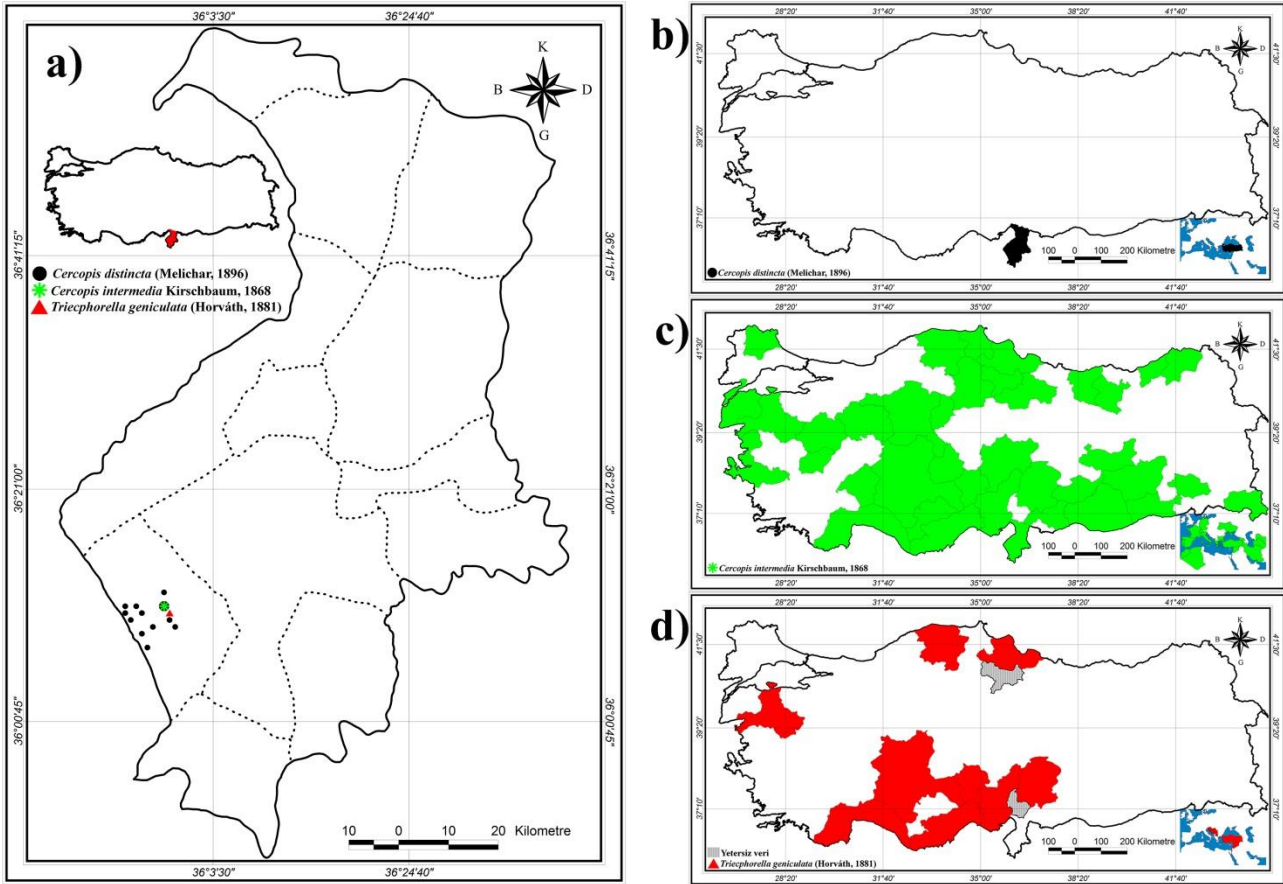 a)
36°3'30"
36°24'40"
K
B
D
G
36°41'15"
36°41'15"
Cercopis distincta (Melichar, 1896)
Cercopis intermedia Kirschbaum, 1868
Triecphorella geniculata (Horváth, 1881)
36°21'00"
36°21'00"
36°00'45"
36°00'45"
10 0 10 20 Kilometre
36°3'30"
36°24'40"
b)
28°20'
31°40'
35°00'
38°20'
41°40'
K
B
D
G
41°30'
41°30'
39°20'
39°20'
37°10'
37°10'
100 0 100 200 Kilometre
Cercopis distincta (Melichar, 1896)
28°20'
31°40'
35°00'
38°20'
41°40'
c)
28°20'
31°40'
35°00'
38°20'
41°40'
K
B
D
G
41°30'
41°30'
39°20'
39°20'
37°10'
37°10'
100 0 100 200 Kilometre
Cercopis intermedia Kirschbaum, 1868
28°20'
31°40'
35°00'
38°20'
41°40'
d)
28°20'
31°40'
35°00'
38°20'
41°40'
K
B
D
G
41°30'
41°30'
39°20'
39°20'
37°10'
37°10'
100 0 100 200 Kilometre
Yetersiz veri
Triecphorella geniculata (Horváth, 1881)
28°20'
31°40'
35°00'
38°20'
41°40'